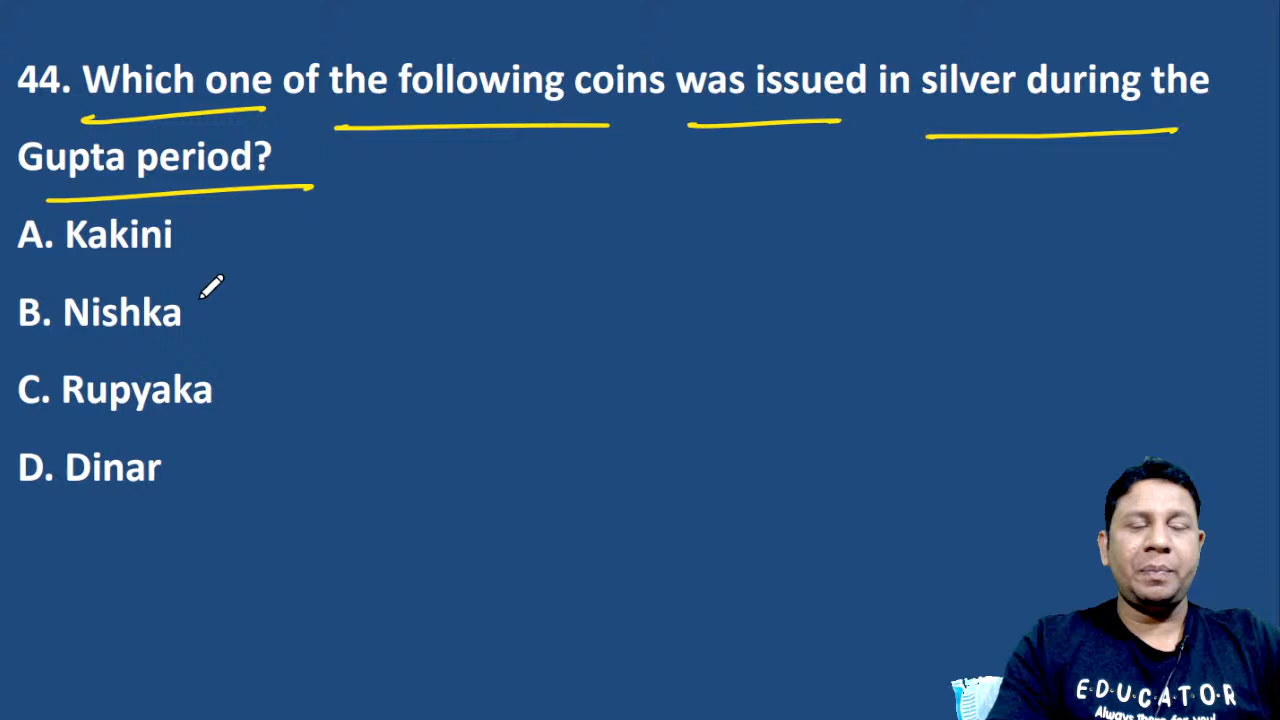 44. Which one of the following coins was issued in silver during the
Gupta period?
A. Kakini
B. Nishka
C. Rupyaka
D. Dinar
EDUCATOR
Always there for you!